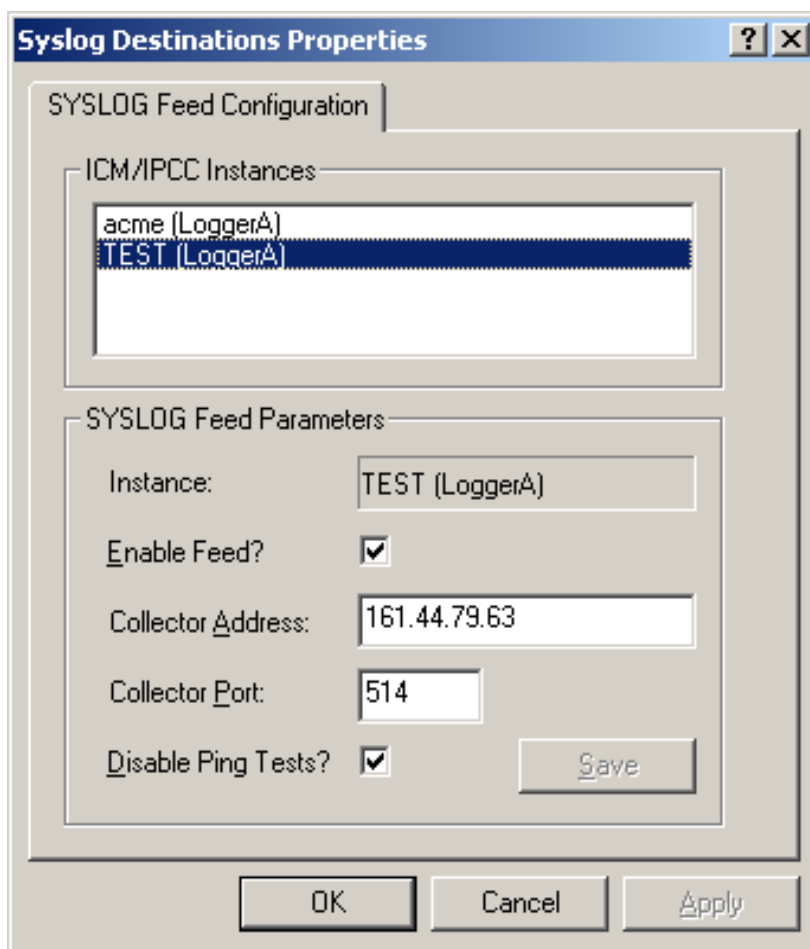 Syslog Destinations Properties
SYSLOG Feed Configuration
ICM/IPCC Instances
acme (LoggerA)
TEST (LoggerA)
SYSLOG Feed Parameters
Instance: TEST (LoggerA)
Enable Feed?
Collector Address: 161.44.79.63
Collector Port: 514
Disable Ping Tests? Save
OK Cancel Apply